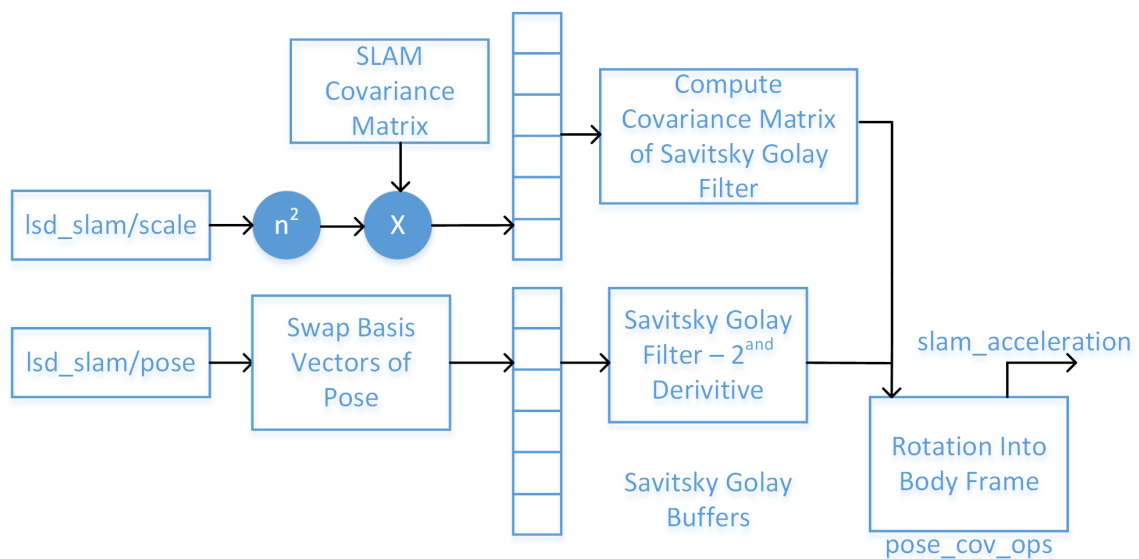 SLAM
Covariance
Matrix
Compute
Covariance Matrix
of Savitsky Golay
Filter
lsd_slam/scale
n²
X
lsd_slam/pose
Swap Basis
Vectors of
Pose
Savitsky Golay
Filter – 2ᵃⁿᵈ
Derivitive
slam_acceleration
Rotation Into
Body Frame
Savitsky Golay
Buffers
pose_cov_ops